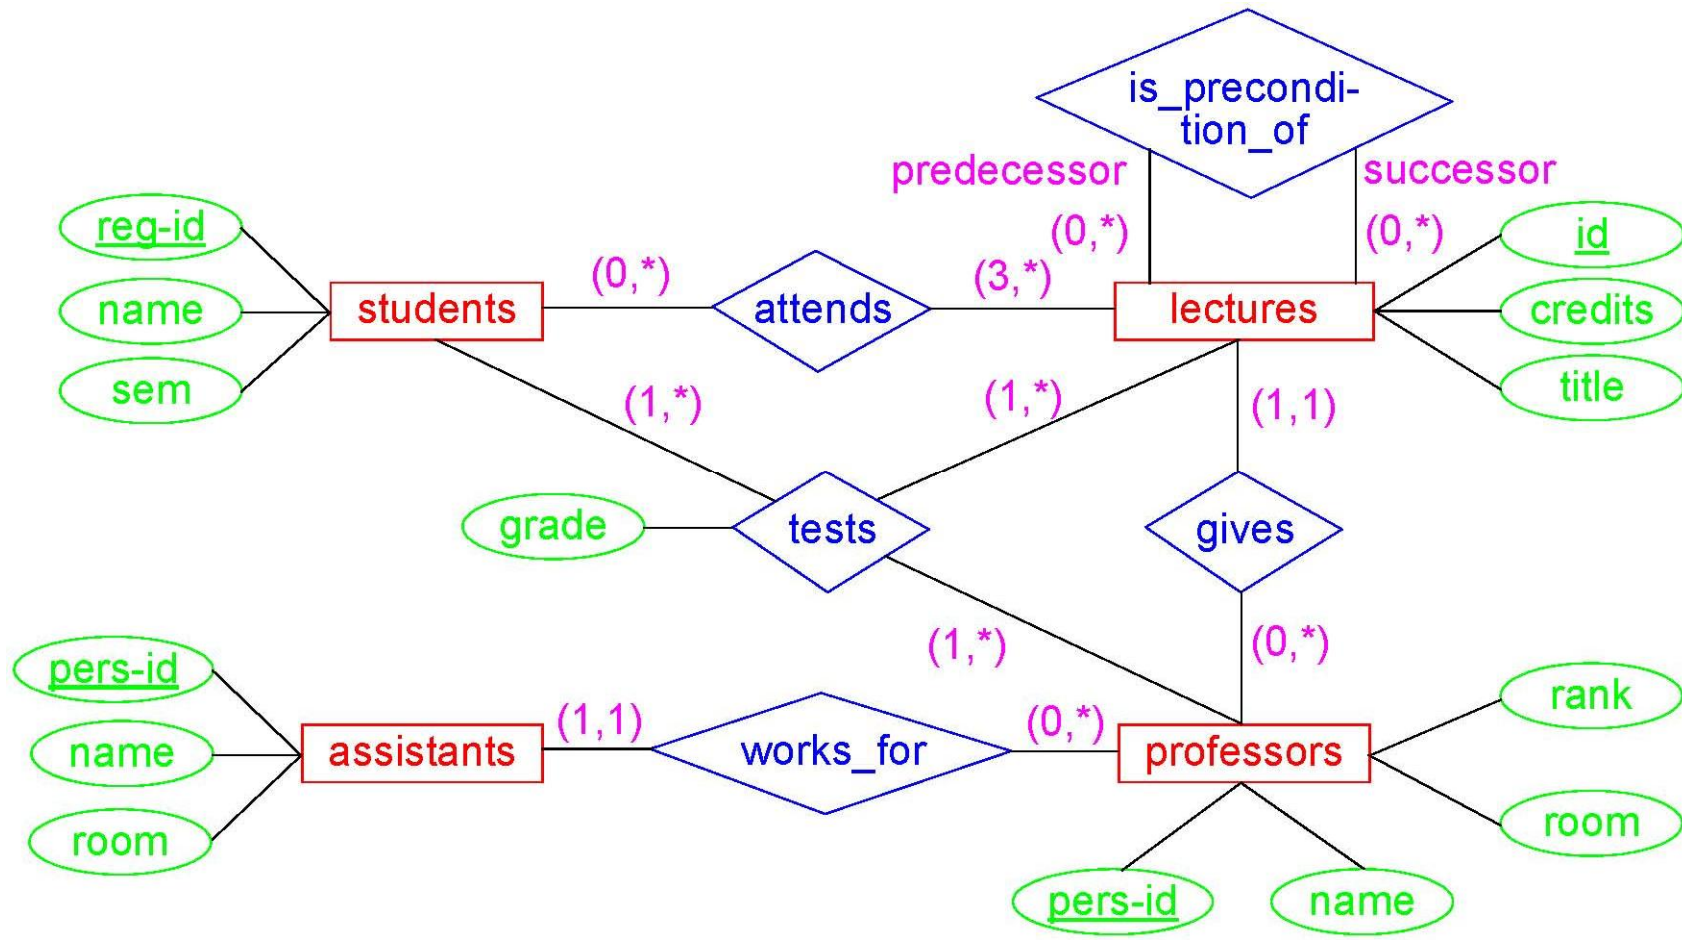 is_precondi-
tion_of
predecessor
successor
(0,*)
(0,*)
reg-id
name
sem
students
(0,*)
attends
(3,*)
lectures
id
credits
title
(1,*)
(1,*)
(1,1)
grade
tests
gives
(1,*)
(0,*)
pers-id
name
room
assistants
(1,1)
works_for
(0,*)
professors
rank
room
pers-id
name